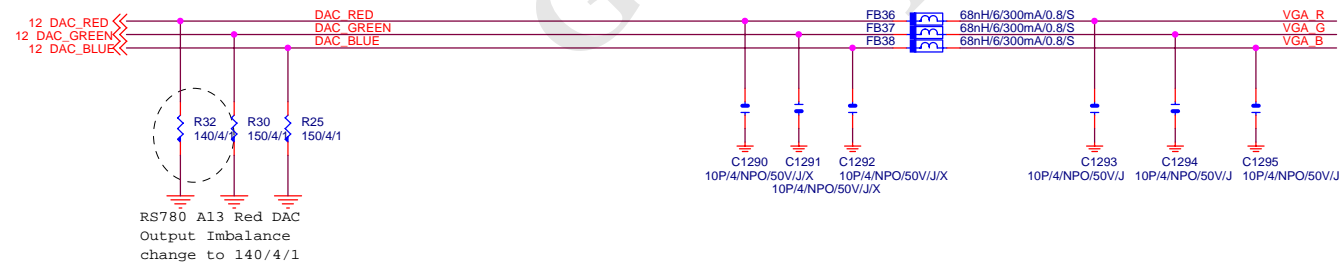 12 DAC_RED DAC_RED FB36 68nH/6/300mA/0.8/S VGA_R
12 DAC_GREEN DAC_GREEN FB37 68nH/6/300mA/0.8/S VGA_G
12 DAC_BLUE DAC_BLUE FB38 68nH/6/300mA/0.8/S VGA_B
R32 R30 R25
140/4/1 150/4/1 150/4/1
C1290 C1291 C1292 C1293 C1294 C1295
10P/4/NPO/50V/J/X 10P/4/NPO/50V/J/X 10P/4/NPO/50V/J 10P/4/NPO/50V/J 10P/4/NPO/50V/J
10P/4/NPO/50V/J/X
RS780 A13 Red DAC
Output Imbalance
change to 140/4/1